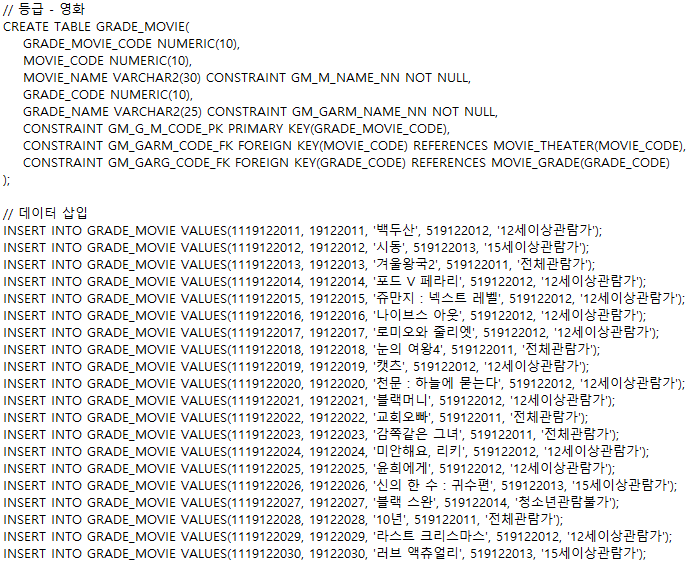 // 등급 - 영화
CREATE TABLE GRADE_MOVIE(
GRADE_MOVIE_CODE NUMERIC(10),
MOVIE_CODE NUMERIC(10),
MOVIE_NAME VARCHAR2(30) CONSTRAINT GM_M_NAME_NN NOT NULL,
GRADE_CODE NUMERIC(10),
GRADE_NAME VARCHAR2(25) CONSTRAINT GM_GARM_NAME_NN NOT NULL,
CONSTRAINT GM_G_M_CODE_PK PRIMARY KEY(GRADE_MOVIE_CODE),
CONSTRAINT GM_GARM_CODE_FK FOREIGN KEY(MOVIE_CODE) REFERENCES MOVIE_THEATER(MOVIE_CODE),
CONSTRAINT GM_GARG_CODE_FK FOREIGN KEY(GRADE_CODE) REFERENCES MOVIE_GRADE(GRADE_CODE)
);
// 데이터 삽입
INSERT INTO GRADE_MOVIE VALUES(1119122011, 19122011, '백두산', 519122012, '12세이상관람가');
INSERT INTO GRADE_MOVIE VALUES(1119122012, 19122012, '시동', 519122013, '15세이상관람가');
INSERT INTO GRADE_MOVIE VALUES(1119122013, 19122013, '겨울왕국2', 519122011, '전체관람가');
INSERT INTO GRADE_MOVIE VALUES(1119122014, 19122014, '포드 V 페라리', 519122012, '12세이상관람가');
INSERT INTO GRADE_MOVIE VALUES(1119122015, 19122015, '쥬만지 : 넥스트 레벨', 519122012, '12세이상관람가');
INSERT INTO GRADE_MOVIE VALUES(1119122016, 19122016, '나이브스 아웃', 519122012, '12세이상관람가');
INSERT INTO GRADE_MOVIE VALUES(1119122017, 19122017, '로미오와 줄리엣', 519122012, '12세이상관람가');
INSERT INTO GRADE_MOVIE VALUES(1119122018, 19122018, '눈의 여왕4', 519122011, '전체관람가');
INSERT INTO GRADE_MOVIE VALUES(1119122019, 19122019, '캣츠', 519122012, '12세이상관람가');
INSERT INTO GRADE_MOVIE VALUES(1119122020, 19122020, '천문 : 하늘에 묻는다', 519122012, '12세이상관람가');
INSERT INTO GRADE_MOVIE VALUES(1119122021, 19122021, '블랙머니', 519122012, '12세이상관람가');
INSERT INTO GRADE_MOVIE VALUES(1119122022, 19122022, '교회오빠', 519122011, '전체관람가');
INSERT INTO GRADE_MOVIE VALUES(1119122023, 19122023, '감쪽같은 그녀', 519122011, '전체관람가');
INSERT INTO GRADE_MOVIE VALUES(1119122024, 19122024, '미안해요, 리키', 519122012, '12세이상관람가');
INSERT INTO GRADE_MOVIE VALUES(1119122025, 19122025, '윤희에게', 519122012, '12세이상관람가');
INSERT INTO GRADE_MOVIE VALUES(1119122026, 19122026, '신의 한 수 : 귀수편', 519122013, '15세이상관람가');
INSERT INTO GRADE_MOVIE VALUES(1119122027, 19122027, '블랙 스완', 519122014, '청소년관람불가');
INSERT INTO GRADE_MOVIE VALUES(1119122028, 19122028, '10년', 519122011, '전체관람가');
INSERT INTO GRADE_MOVIE VALUES(1119122029, 19122029, '라스트 크리스마스', 519122012, '12세이상관람가');
INSERT INTO GRADE_MOVIE VALUES(1119122030, 19122030, '러브 액츄얼리', 519122013, '15세이상관람가');